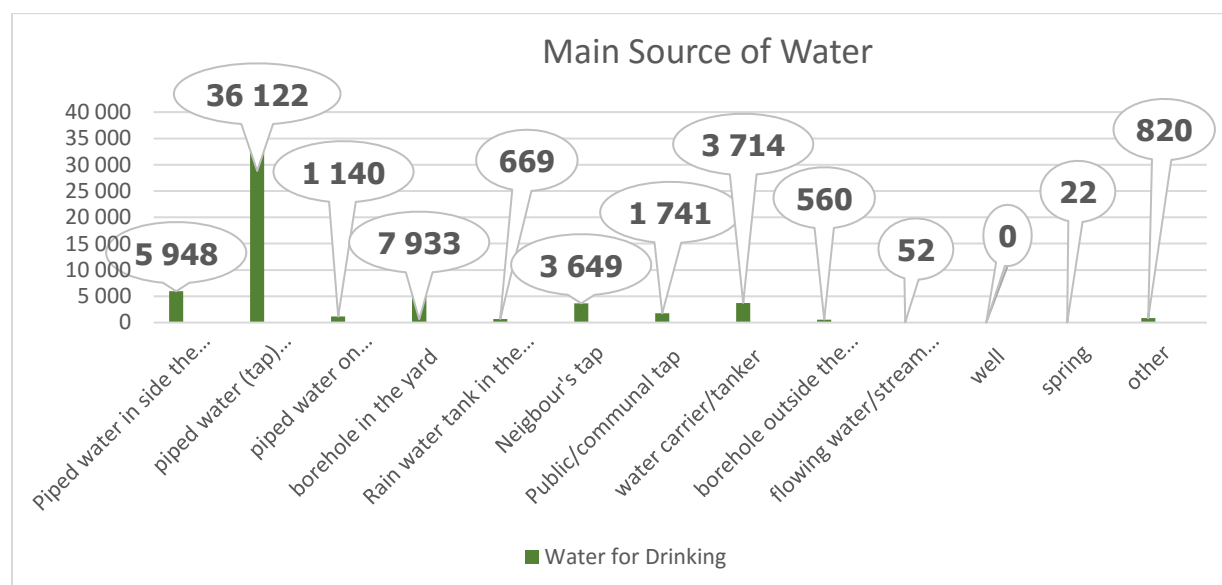 Main Source of Water
40 000
35 000
30 000
25 000
20 000
15 000
10 000
5 000
0
5 948
36 122
1 140
7 933
669
3 649
1 741
3 714
560
52
0
22
820
Piped water in side the...
piped water (tap)...
piped water on...
borehole in the yard
Rain water tank in the...
Neigbour's tap
Public/communal tap
water carrier/tanker
borehole outside the...
flowing water/stream...
well
spring
other
Water for Drinking